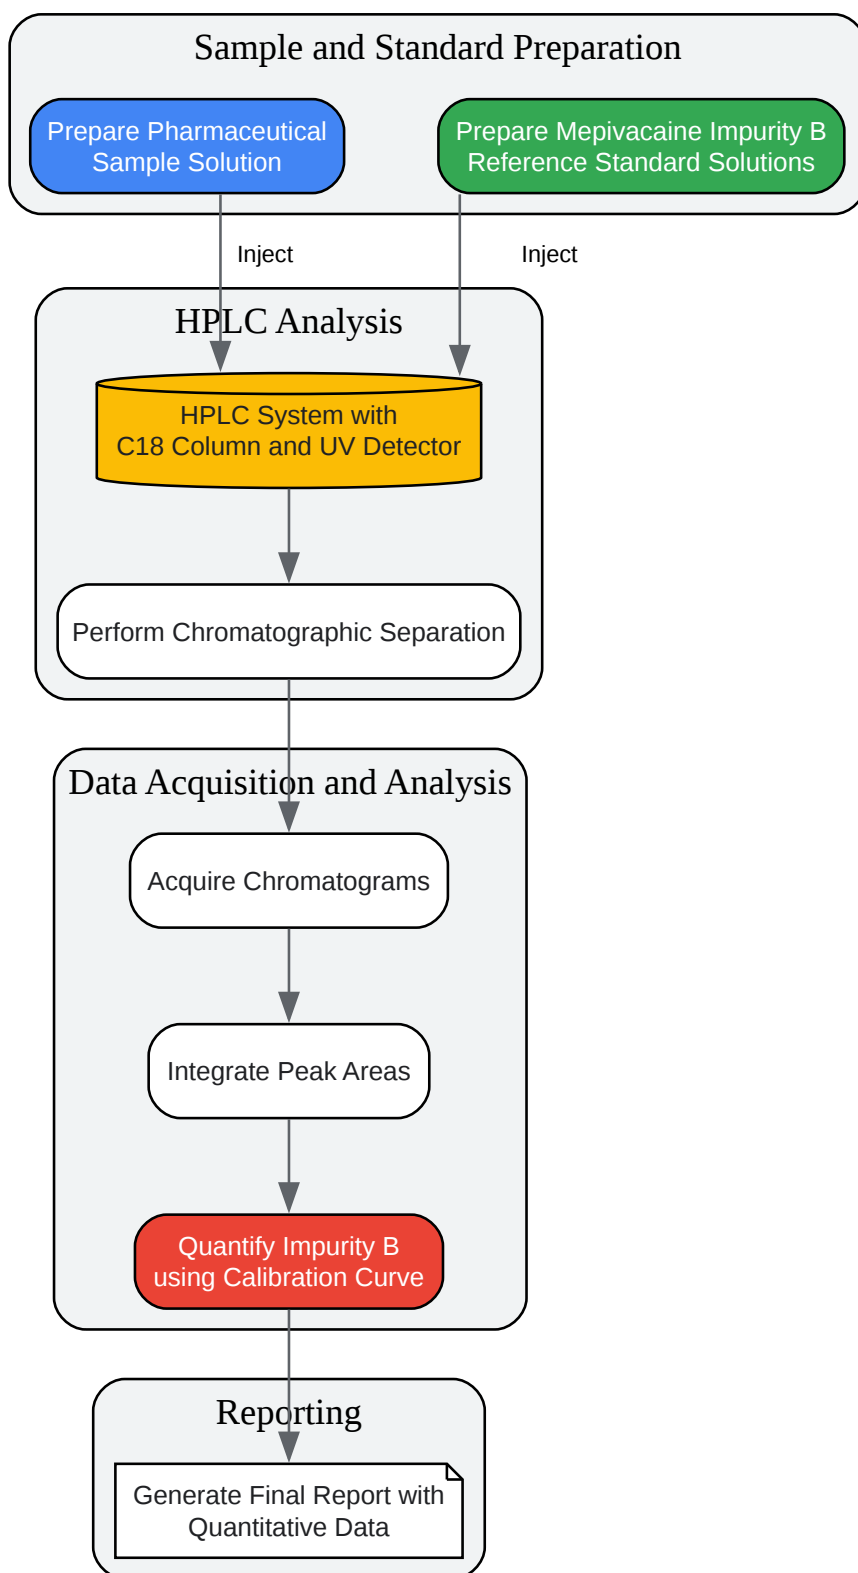 Sample and Standard Preparation
Prepare Pharmaceutical
Sample Solution
Prepare Mepivacaine Impurity B
Reference Standard Solutions
Inject
Inject
HPLC Analysis
HPLC System with
C18 Column and UV Detector
Perform Chromatographic Separation
Data Acquisition and Analysis
Acquire Chromatograms
Integrate Peak Areas
Quantify Impurity B
using Calibration Curve
Reporting
Generate Final Report with
Quantitative Data